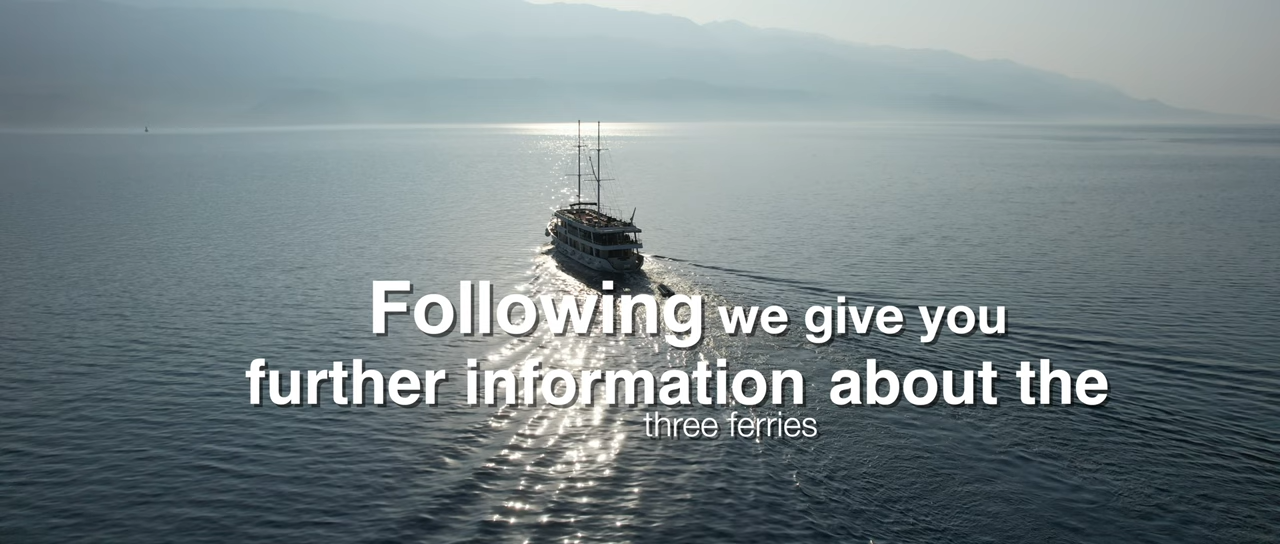 Following we give you
further information about the
three ferries